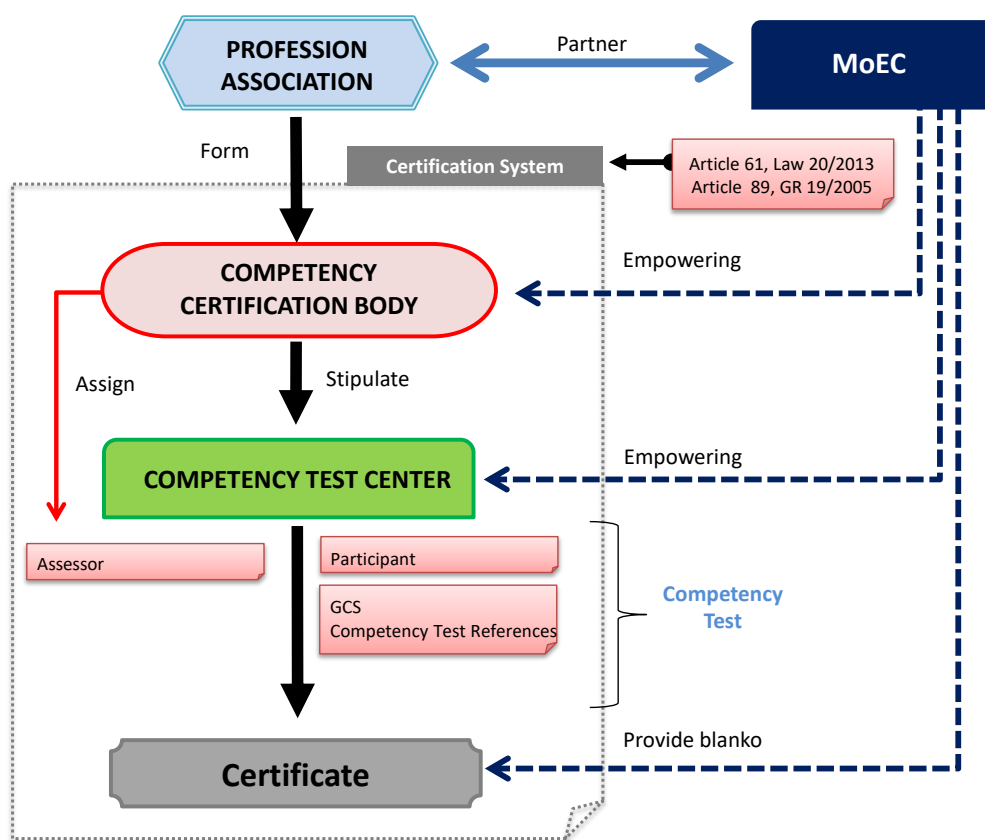 PROFESSION
ASSOCIATION
Partner
MoEC
Form
Certification System
Article 61, Law 20/2013
Article 89, GR 19/2005
COMPETENCY
CERTIFICATION BODY
Empowering
Assign
Stipulate
COMPETENCY TEST CENTER
Empowering
Assessor
Participant
GCS
Competency Test References
Competency
Test
Certificate
Provide blanko